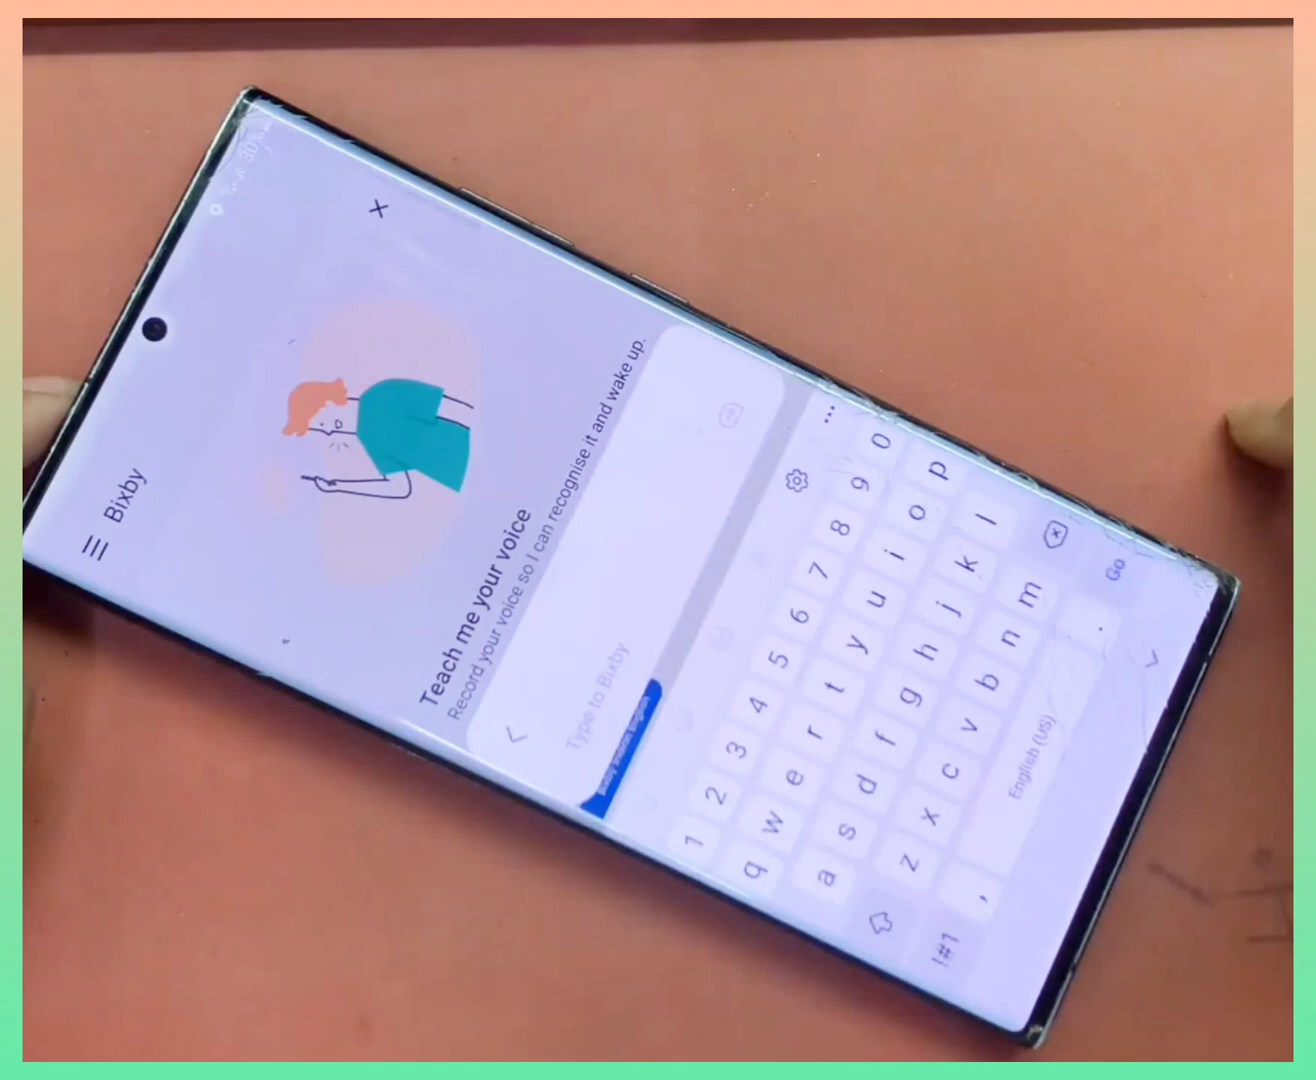 30%
Bixby
Teach me your voice
Record your voice so I can recognise it and wake up.
Type to Bixby
1 2 3 4 5 6 7 8 9 0
q w e r t y u i o p
a s d f g h j k l
z x c v b n m
!#1 , English (US) . Go